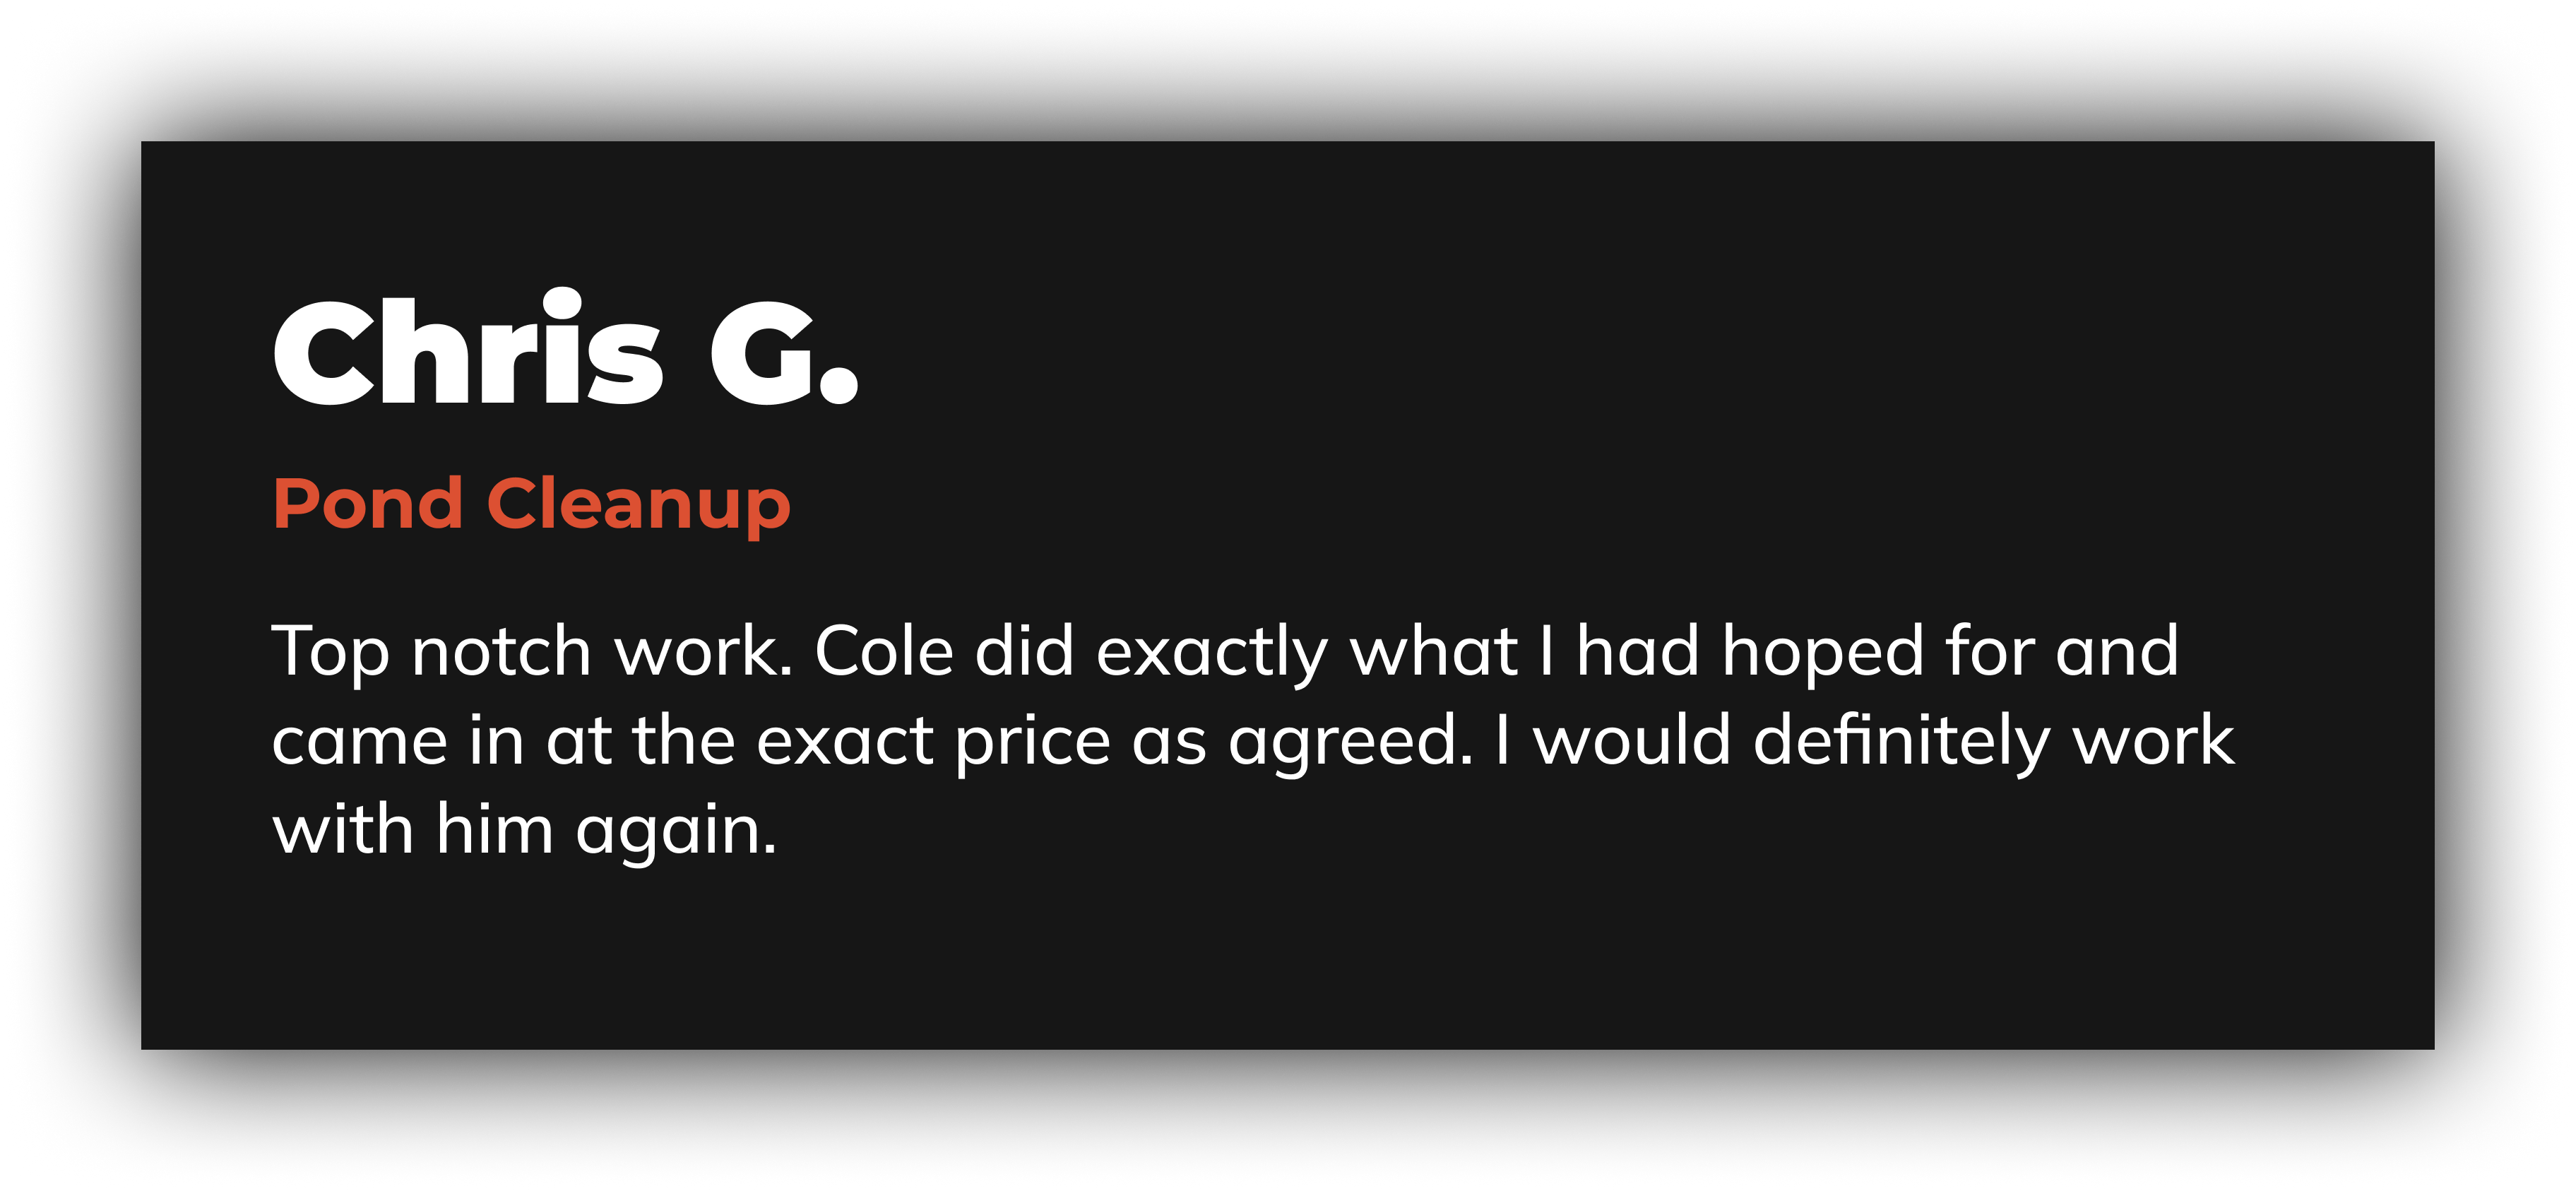 Chris G.
Pond Cleanup
Top notch work. Cole did exactly what I had hoped for and
came in at the exact price as agreed. I would definitely work
with him again.